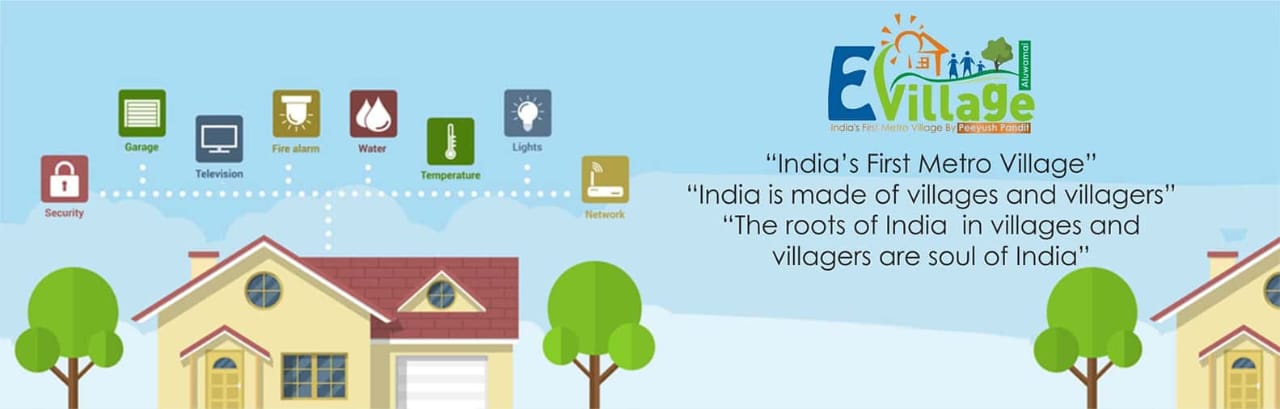 Garage
Television
Fire alarm
Water
Temperature
Lights
Security
Network
E Village
Aluwamai
India's First Metro Village By Peeyush Pandit
“India’s First Metro Village”
“India is made of villages and villagers”
“The roots of India in villages and
villagers are soul of India”